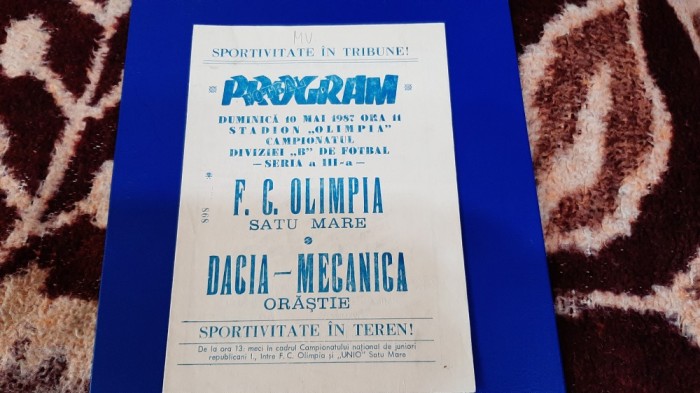 MV
SPORTIVITATE ÎN TRIBUNE!
PROGRAM
DUMINICĂ 10 MAI 1987 ORA 11
STADION „OLIMPIA”
CAMPIONATUL
DIVIZIEI „B” DE FOTBAL
— SERIA a III-a —
F. C. OLIMPIA
SATU MARE
DACIA — MECANICA
ORĂȘTIE
SPORTIVITATE ÎN TEREN!
De la ora 13: meci în cadrul Campionatului național de juniori
republicani I., între F. C. Olimpia și „UNIO” Satu Mare
868